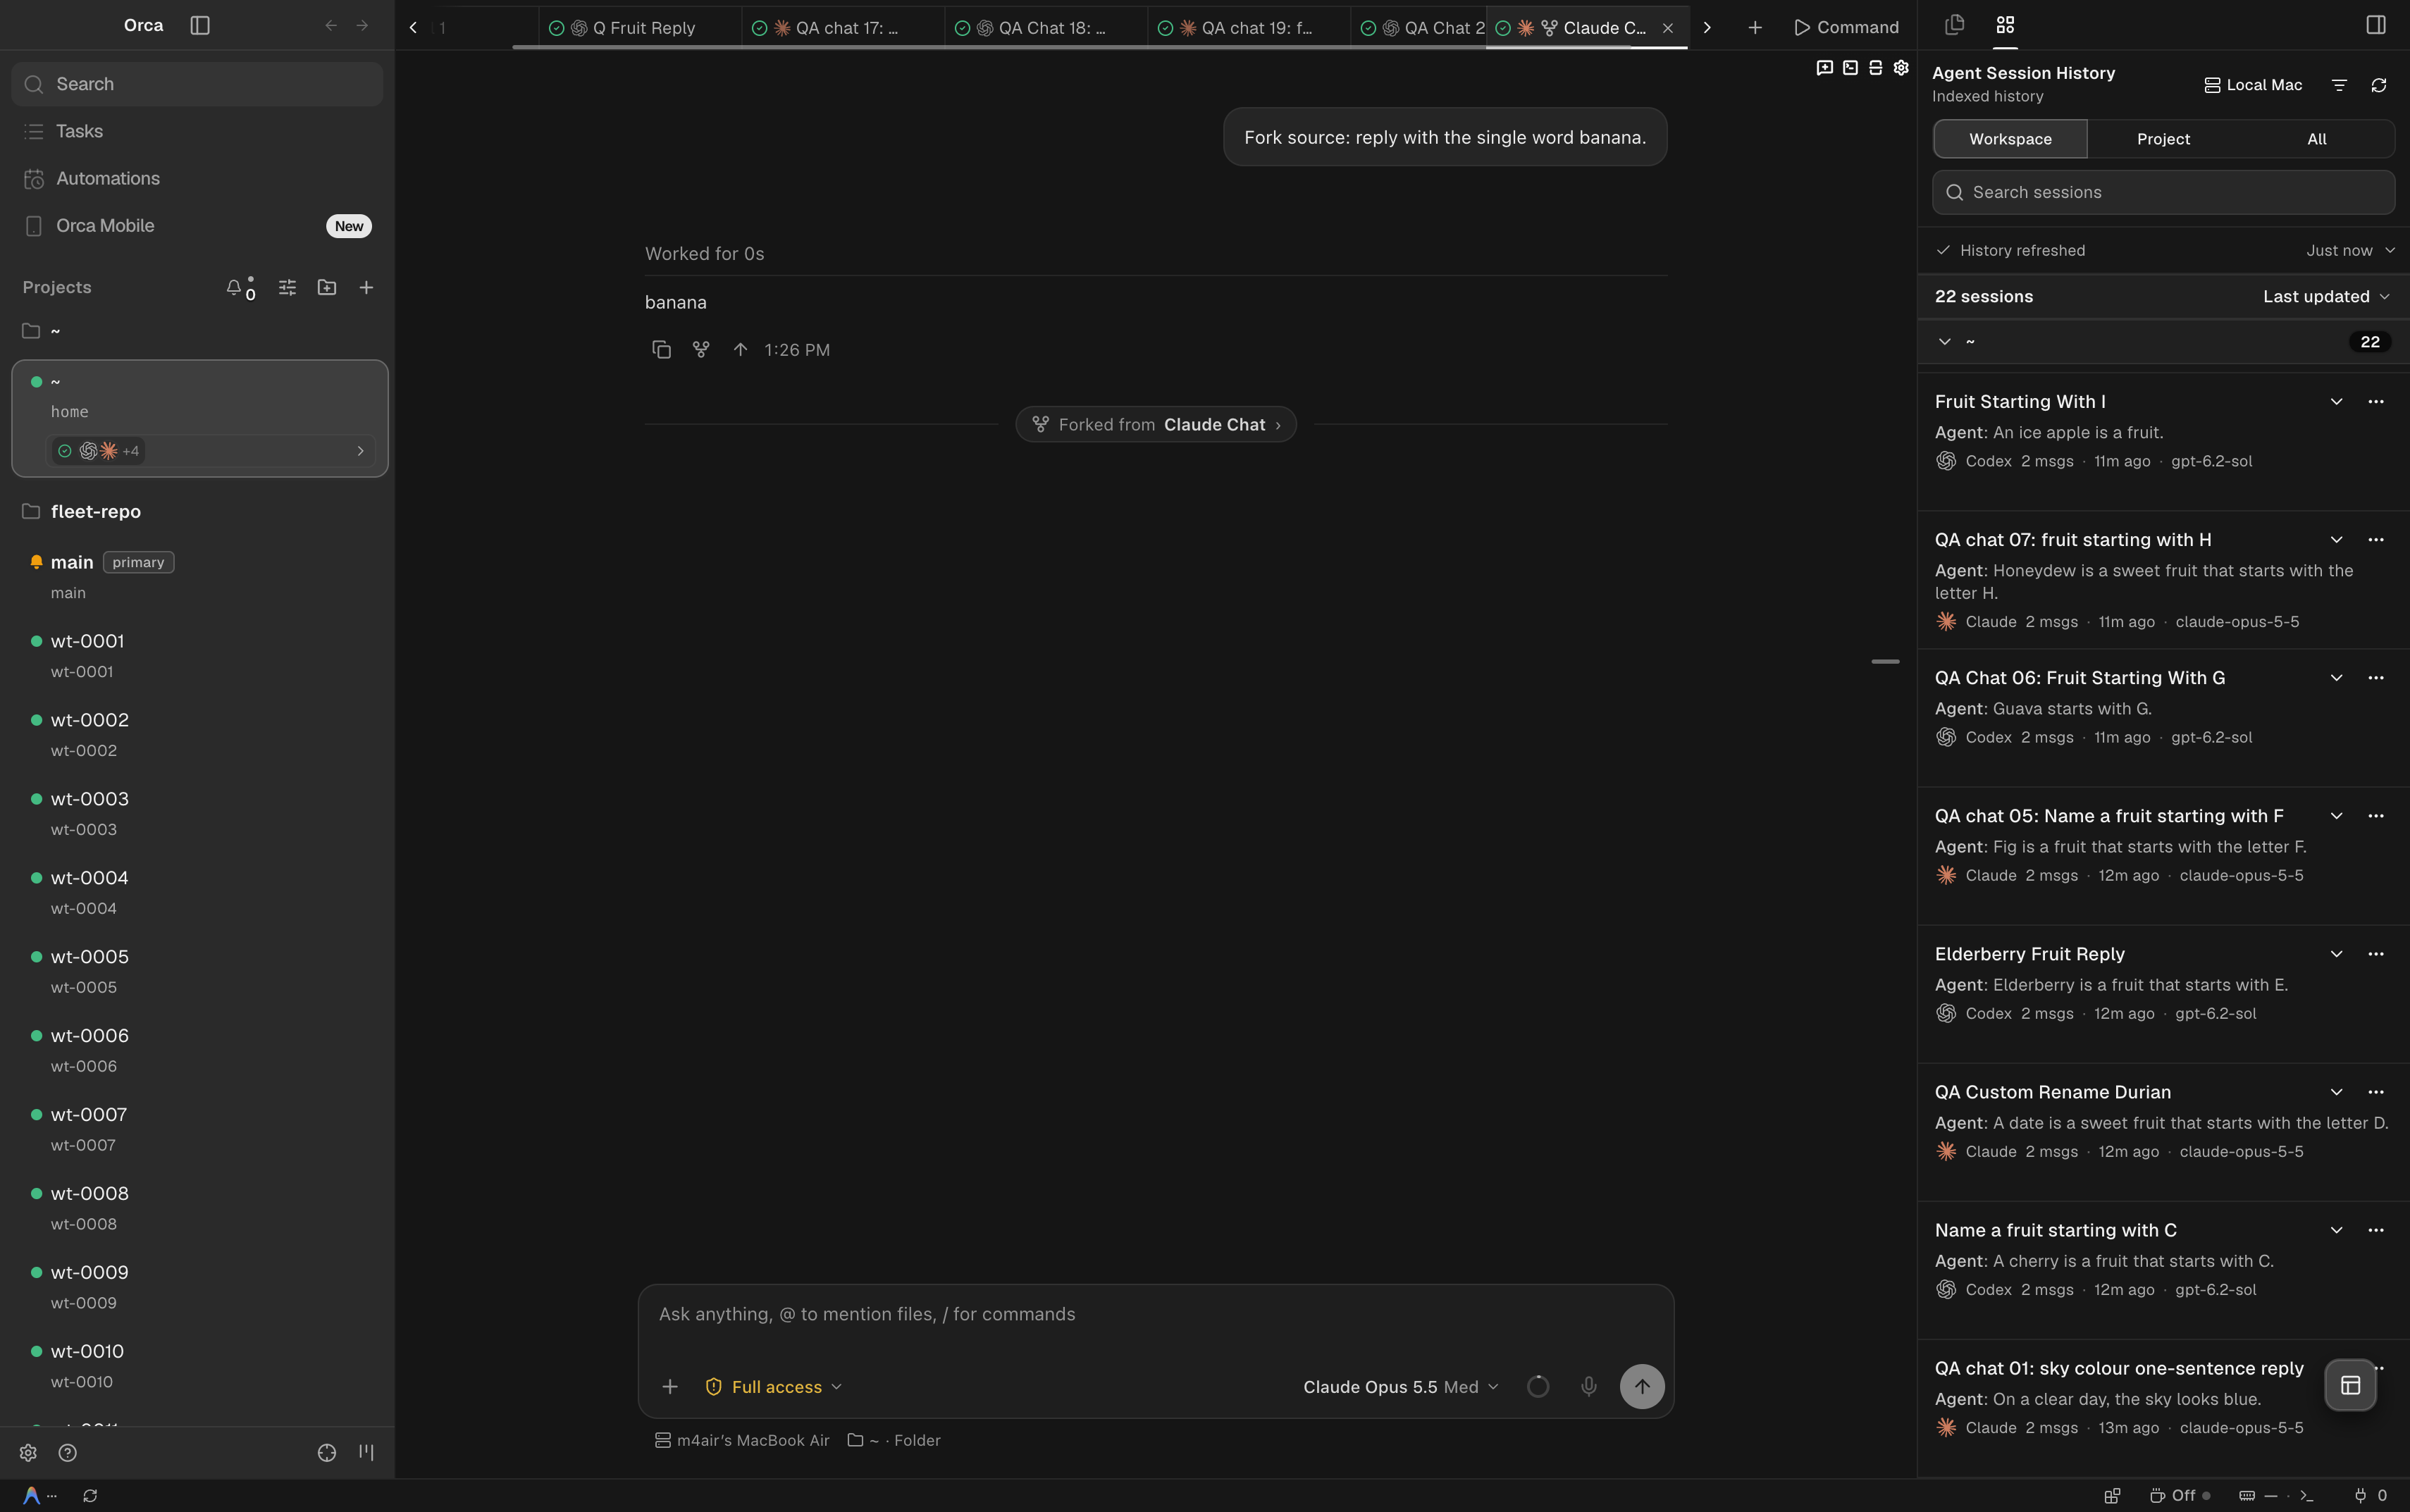 Orca
Search
Tasks
Automations
Orca Mobile
New
Projects
0
~
~
home
+4
fleet-repo
main primary
main
wt-0001
wt-0001
wt-0002
wt-0002
wt-0003
wt-0003
wt-0004
wt-0004
wt-0005
wt-0005
wt-0006
wt-0006
wt-0007
wt-0007
wt-0008
wt-0008
wt-0009
wt-0009
wt-0010
wt-0010
1
Q Fruit Reply
QA chat 17: ...
QA Chat 18: ...
QA chat 19: f...
QA Chat 2
Claude C...
Command
Fork source: reply with the single word banana.
Worked for 0s
banana
1:26 PM
Forked from Claude Chat ›
Ask anything, @ to mention files, / for commands
Full access
Claude Opus 5.5 Med
m4air's MacBook Air
~ · Folder
Agent Session History
Indexed history
Local Mac
Workspace
Project
All
Search sessions
History refreshed
Just now
22 sessions
Last updated
~
22
Fruit Starting With I
Agent: An ice apple is a fruit.
Codex 2 msgs · 11m ago · gpt-6.2-sol
QA chat 07: fruit starting with H
Agent: Honeydew is a sweet fruit that starts with the
letter H.
Claude 2 msgs · 11m ago · claude-opus-5-5
QA Chat 06: Fruit Starting With G
Agent: Guava starts with G.
Codex 2 msgs · 11m ago · gpt-6.2-sol
QA chat 05: Name a fruit starting with F
Agent: Fig is a fruit that starts with the letter F.
Claude 2 msgs · 12m ago · claude-opus-5-5
Elderberry Fruit Reply
Agent: Elderberry is a fruit that starts with E.
Codex 2 msgs · 12m ago · gpt-6.2-sol
QA Custom Rename Durian
Agent: A date is a sweet fruit that starts with the letter D.
Claude 2 msgs · 12m ago · claude-opus-5-5
Name a fruit starting with C
Agent: A cherry is a fruit that starts with C.
Codex 2 msgs · 12m ago · gpt-6.2-sol
QA chat 01: sky colour one-sentence reply
Agent: On a clear day, the sky looks blue.
Claude 2 msgs · 13m ago · claude-opus-5-5
Off
0